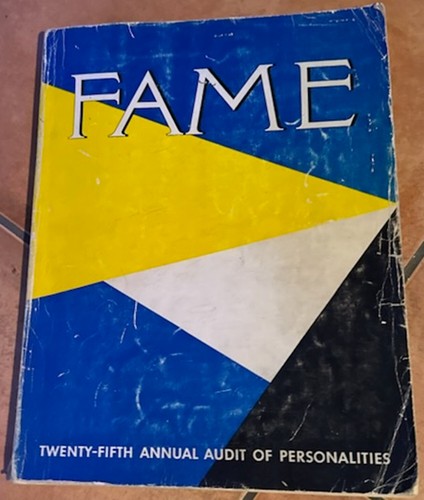 FAME
TWENTY-FIFTH ANNUAL AUDIT OF PERSONALITIES